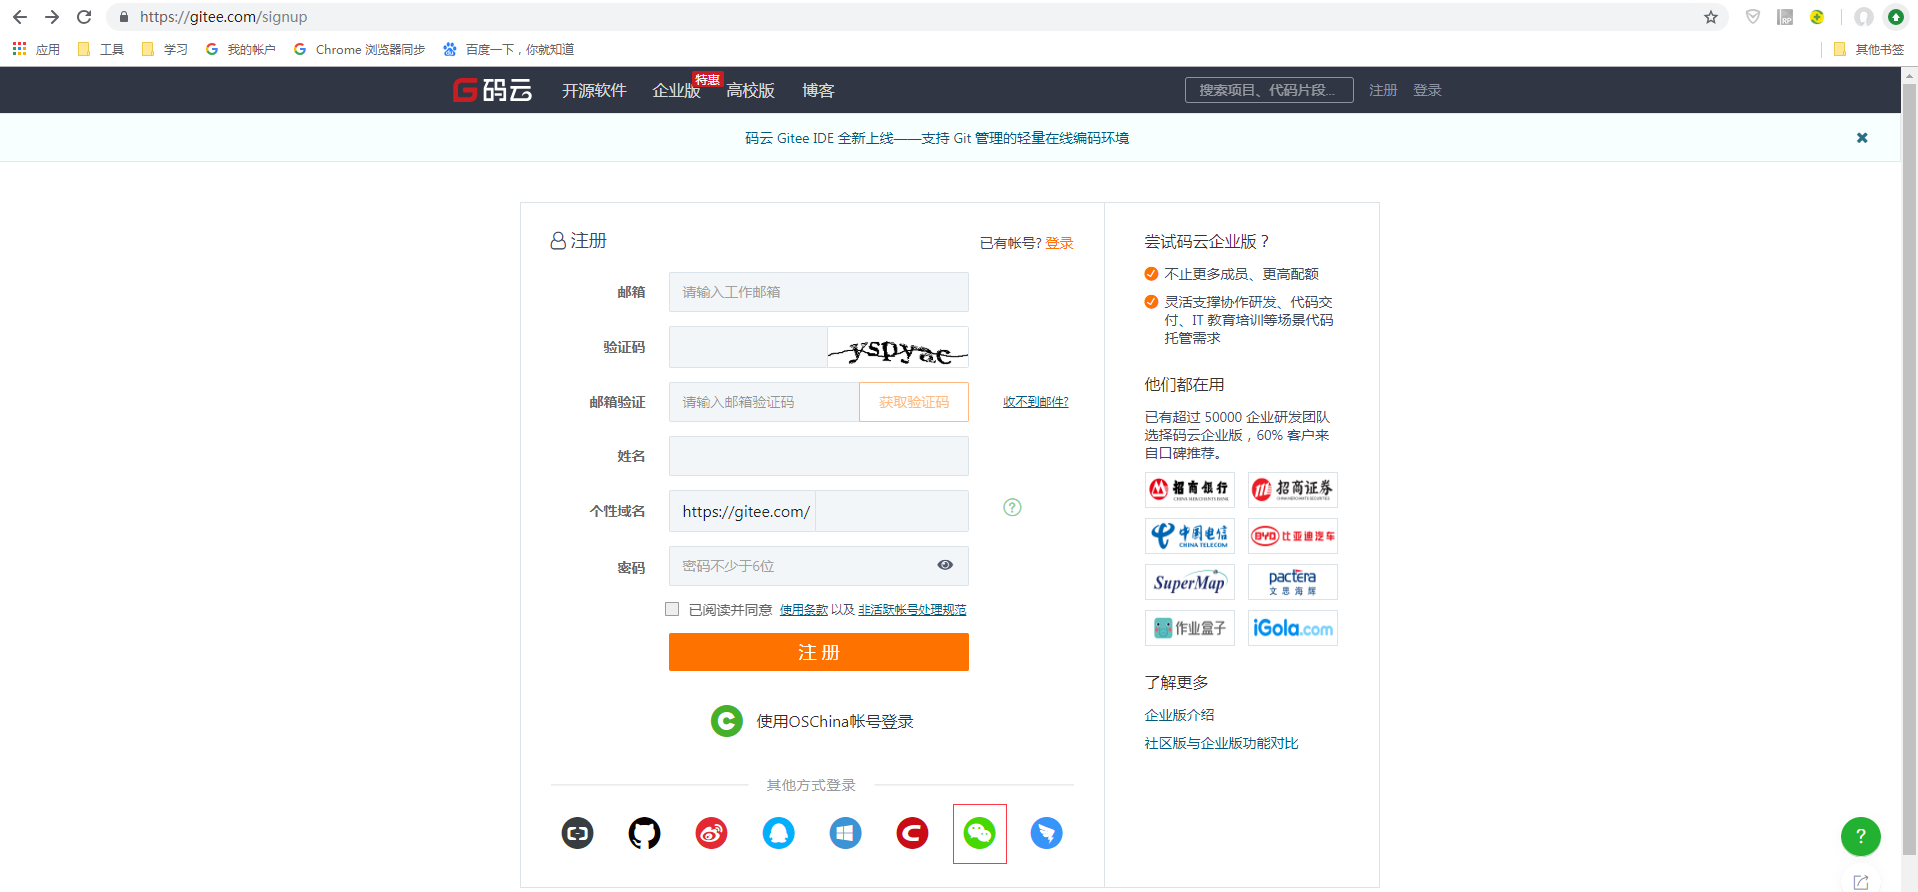 https://gitee.com/signup
应用 工具 学习 我的帐户 Chrome 浏览器同步 百度一下，你就知道 其他书签
码云 开源软件 企业版 特惠 高校版 博客 搜索项目、代码片段... 注册 登录
码云 Gitee IDE 全新上线——支持 Git 管理的轻量在线编码环境
注册 已有帐号? 登录
邮箱 请输入工作邮箱
验证码 yspyac
邮箱验证 请输入邮箱验证码 获取验证码 收不到邮件?
姓名
个性域名 https://gitee.com/
密码 密码不少于6位
已阅读并同意 使用条款 以及 非活跃帐号处理规范
注 册
使用OSChina帐号登录
其他方式登录
尝试码云企业版？
不止更多成员、更高配额
灵活支撑协作研发、代码交
付、IT 教育培训等场景代码
托管需求
他们都在用
已有超过 50000 企业研发团队
选择码云企业版，60% 客户来
自口碑推荐。
招商银行 CHINA MERCHANTS BANK
招商证券 CHINA MERCHANTS SECURITIES
中国电信 CHINA TELECOM
BYD 比亚迪汽车
SuperMap
pactera 文思海辉
作业盒子
iGola.com
了解更多
企业版介绍
社区版与企业版功能对比